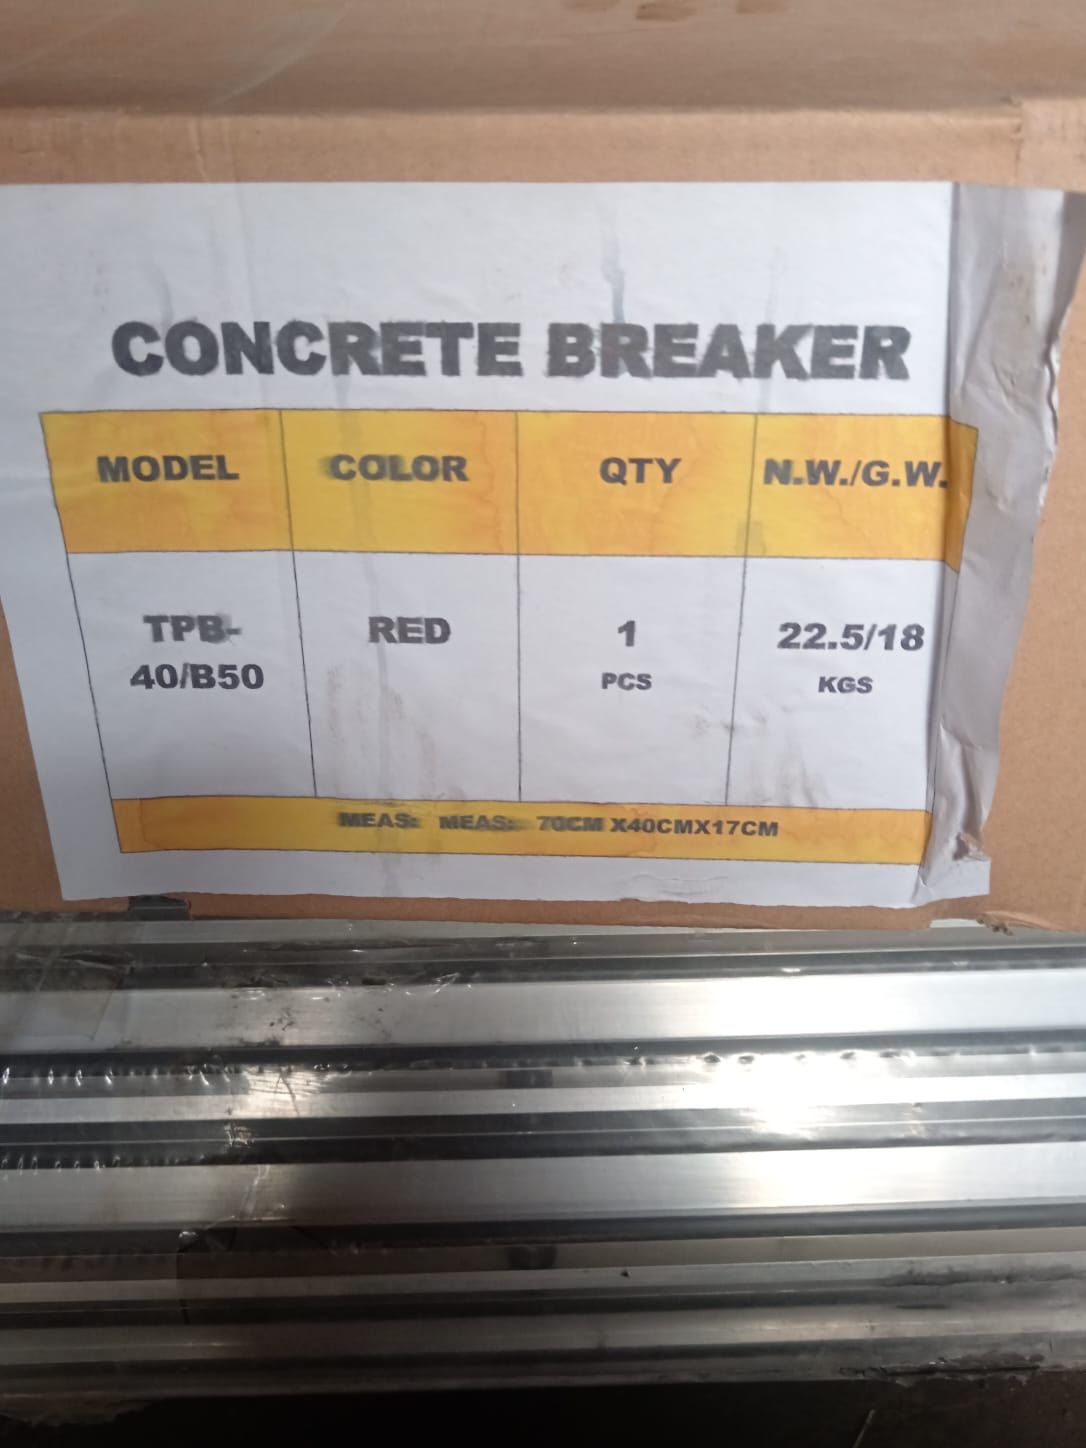 CONCRETE BREAKER
MODEL COLOR QTY N.W./G.W.
TPB- RED 1 22.5/18
40/B50 PCS KGS
MEAS: MEAS: 70CM X40CMX17CM